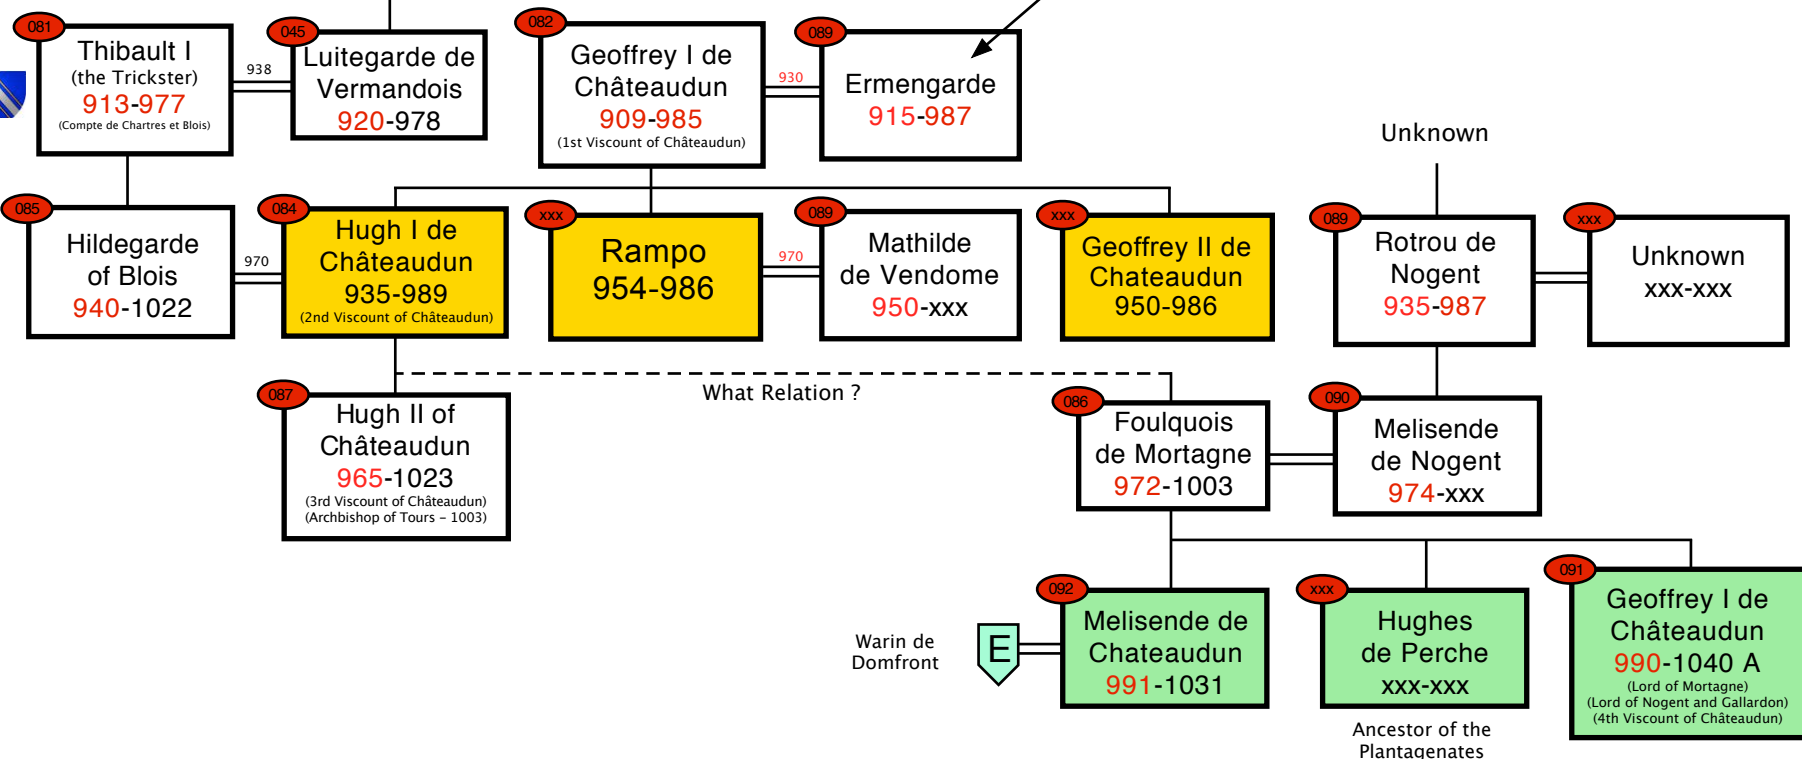 081
Thibault I
(the Trickster)
913-977
(Compte de Chartres et Blois)
938
045
Luitegarde de
Vermandois
920-978
082
Geoffrey I de
Châteaudun
909-985
(1st Viscount of Châteaudun)
930
089
Ermengarde
915-987
Unknown
085
Hildegarde
of Blois
940-1022
970
084
Hugh I de
Châteaudun
935-989
(2nd Viscount of Châteaudun)
xxx
Rampo
954-986
970
089
Mathilde
de Vendome
950-xxx
xxx
Geoffrey II de
Chateaudun
950-986
089
Rotrou de
Nogent
935-987
xxx
Unknown
xxx-xxx
What Relation ?
087
Hugh II of
Châteaudun
965-1023
(3rd Viscount of Châteaudun)
(Archbishop of Tours – 1003)
086
Foulquois
de Mortagne
972-1003
090
Melisende
de Nogent
974-xxx
Warin de
Domfront
E
092
Melisende de
Chateaudun
991-1031
xxx
Hughes
de Perche
xxx-xxx
Ancestor of the
Plantagenates
091
Geoffrey I de
Châteaudun
990-1040 A
(Lord of Mortagne)
(Lord of Nogent and Gallardon)
(4th Viscount of Châteaudun)